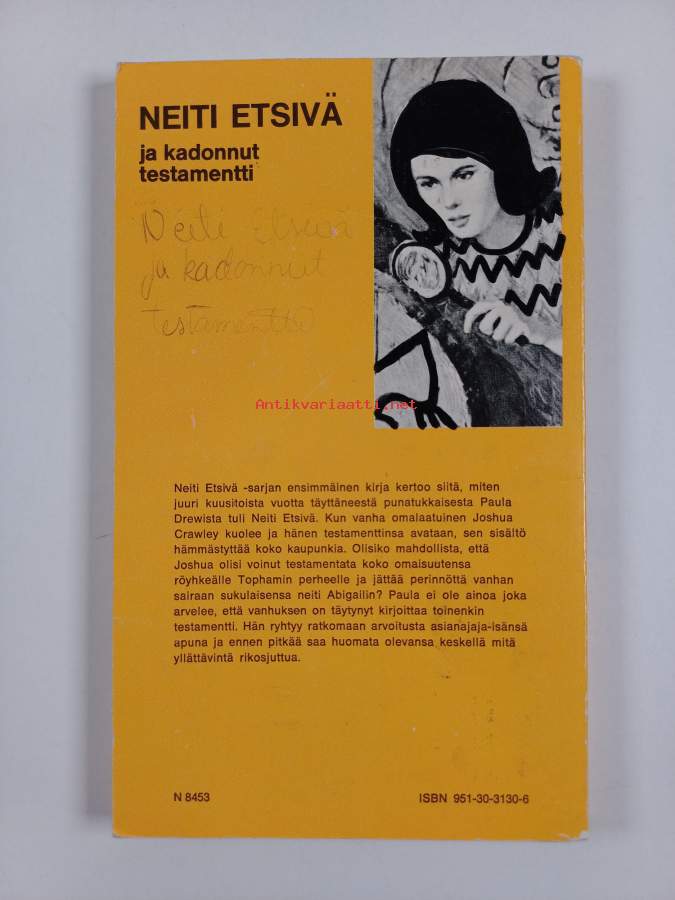 NEITI ETSIVÄ
ja kadonnut
testamentti
Neiti Etsivä
ja kadonnut
testamentti
Antikvariaatti.net
Neiti Etsivä -sarjan ensimmäinen kirja kertoo siitä, miten
juuri kuusitoista vuotta täyttäneestä punatukkaisesta Paula
Drewista tuli Neiti Etsivä. Kun vanha omalaatuinen Joshua
Crawley kuolee ja hänen testamenttinsa avataan, sen sisältö
hämmästyttää koko kaupunkia. Olisiko mahdollista, että
Joshua olisi voinut testamentata koko omaisuutensa
röyhkeälle Tophamin perheelle ja jättää perinnöttä vanhan
sairaan sukulaisensa neiti Abigailin? Paula ei ole ainoa joka
arvelee, että vanhuksen on täytynyt kirjoittaa toinenkin
testamentti. Hän ryhtyy ratkomaan arvoitusta asianajaja-isänsä
apuna ja ennen pitkää saa huomata olevansa keskellä mitä
yllättävintä rikosjuttua.
N 8453
ISBN 951-30-3130-6